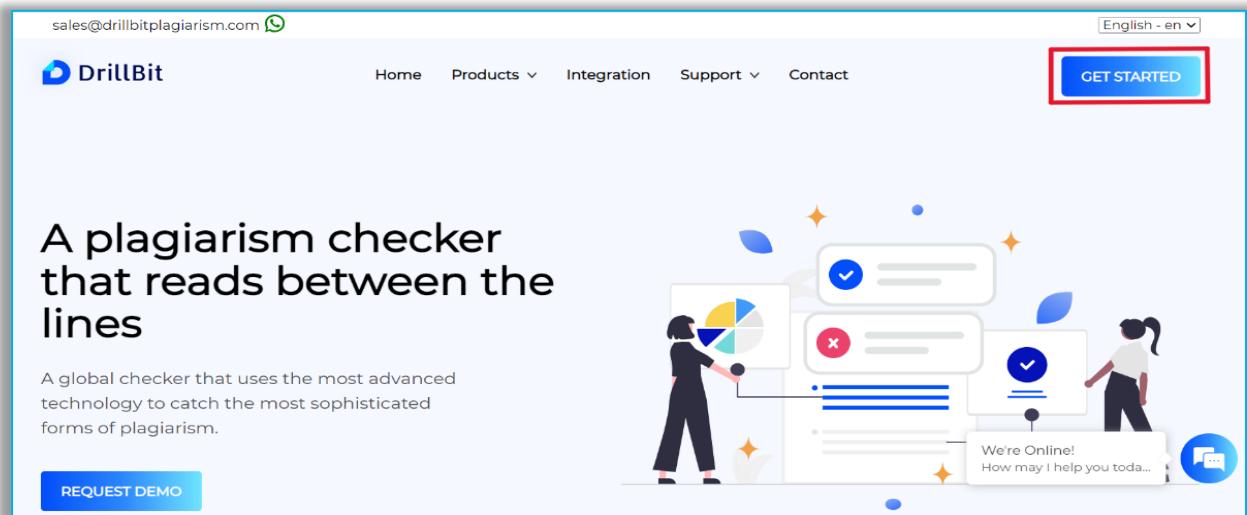 sales@drillbitplagiarism.com
English - en
DrillBit
Home Products Integration Support Contact
GET STARTED
A plagiarism checker
that reads between the
lines
A global checker that uses the most advanced
technology to catch the most sophisticated
forms of plagiarism.
REQUEST DEMO
We're Online!
How may I help you toda...